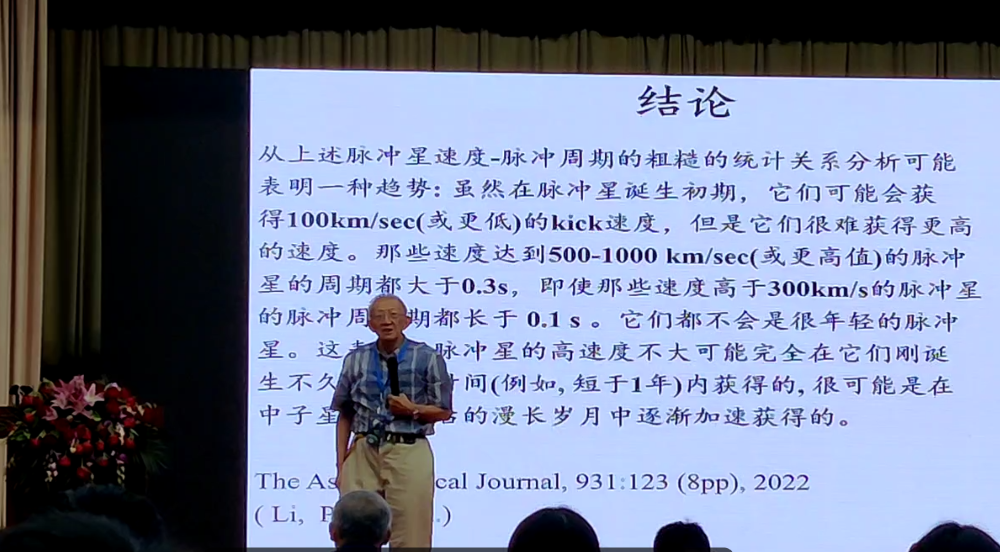 结论
从上述脉冲星速度-脉冲周期的粗糙的统计关系分析可能
表明一种趋势: 虽然在脉冲星诞生初期，它们可能会获
得100km/sec(或更低)的kick速度，但是它们很难获得更高
的速度。那些速度达到500-1000 km/sec(或更高值)的脉冲
星的周期都大于0.3s，即使那些速度高于300km/s的脉冲星
的脉冲周期都长于 0.1 s 。它们都不会是很年轻的脉冲
星。这 脉冲星的高速度不大可能完全在它们刚诞
生不久 间(例如, 短于1年)内获得的, 很可能是在
中子星 的漫长岁月中逐渐加速获得的。
The Journal, 931:123 (8pp), 2022
( Li, )